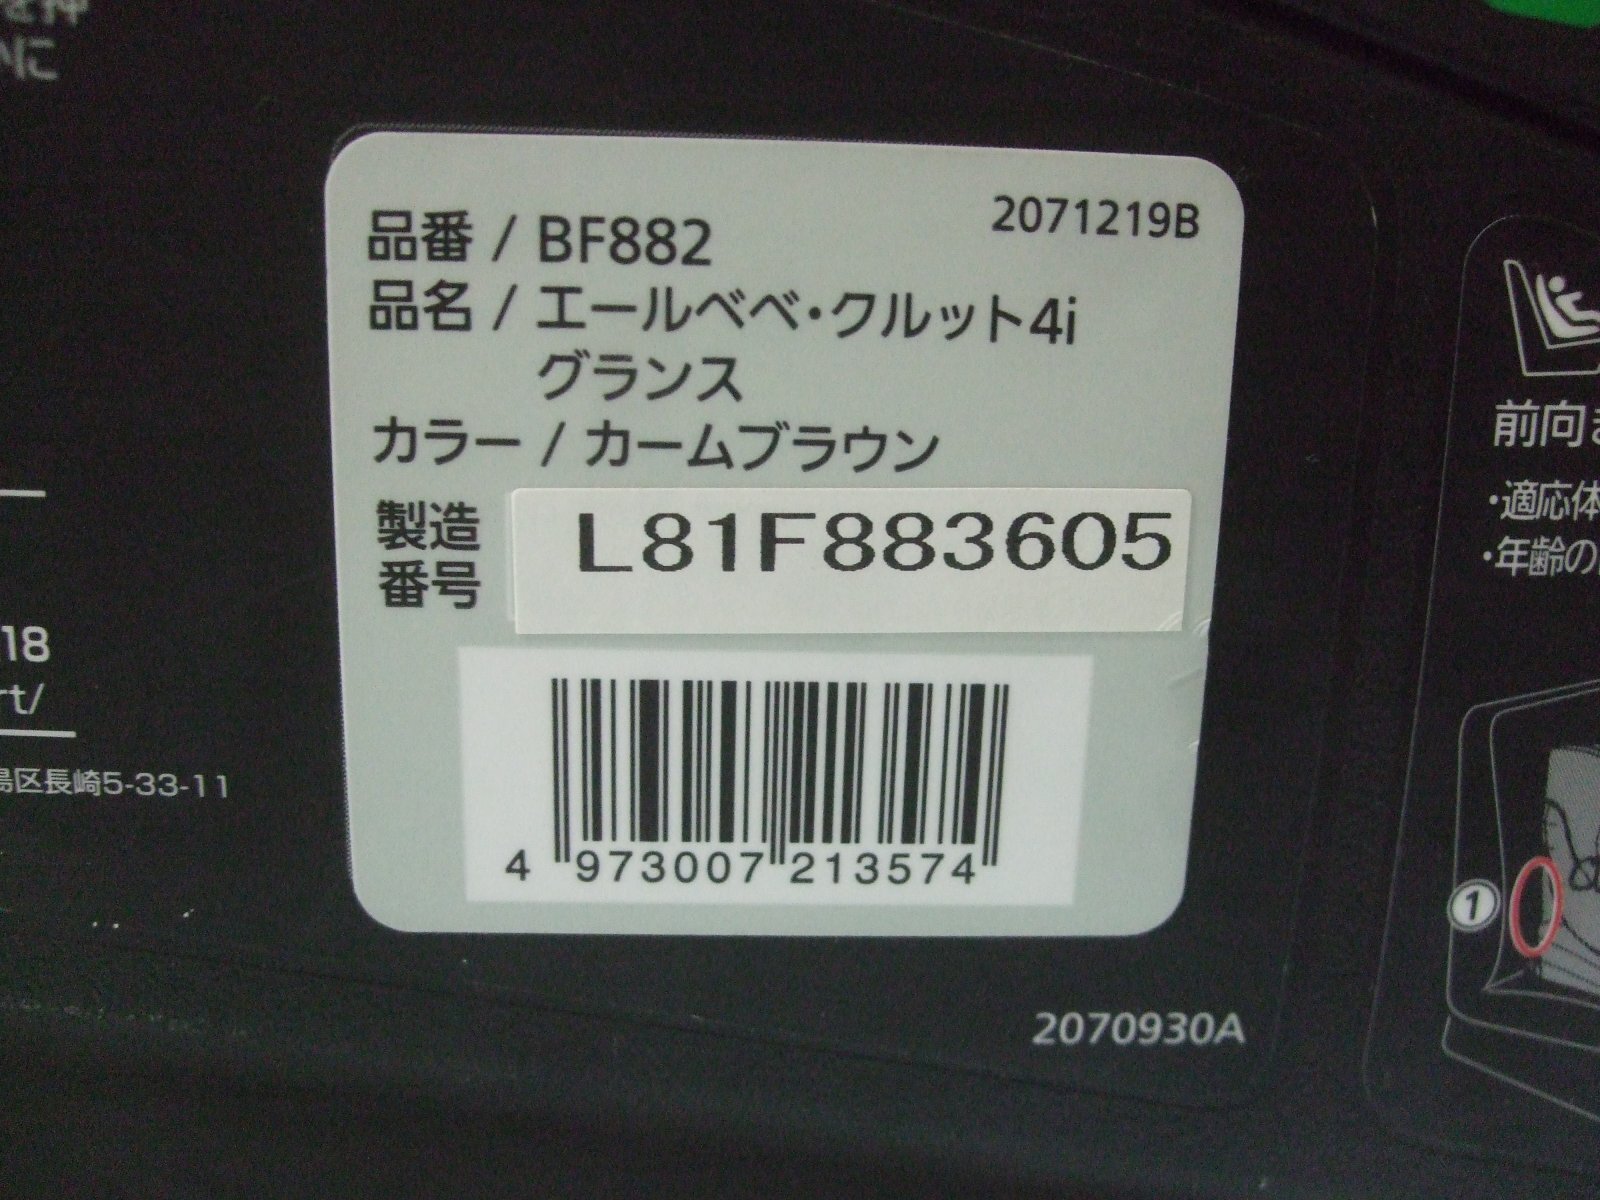 かに
品番 / BF882
2071219B
品名 / エールベベ・クルット4i
グランス
カラー / カームブラウン
製造
番号
L81F883605
4 973007 213574
18
rt/
島区長崎5-33-11
2070930A
前向き
・適応体
・年齢の
1